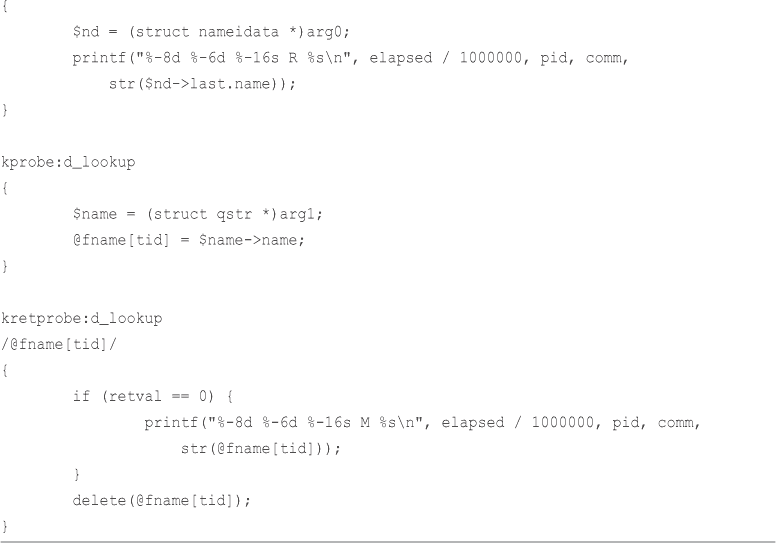 {
        $nd = (struct nameidata *)arg0;
        printf("%-8d %-6d %-16s R %s\n", elapsed / 1000000, pid, comm,
            str($nd->last.name));
}

kprobe:d_lookup
{
        $name = (struct qstr *)arg1;
        @fname[tid] = $name->name;
}

kretprobe:d_lookup
/@fname[tid]/
{
        if (retval == 0) {
                printf("%-8d %-6d %-16s M %s\n", elapsed / 1000000, pid, comm,
                    str(@fname[tid]));
        }
        delete(@fname[tid]);
}